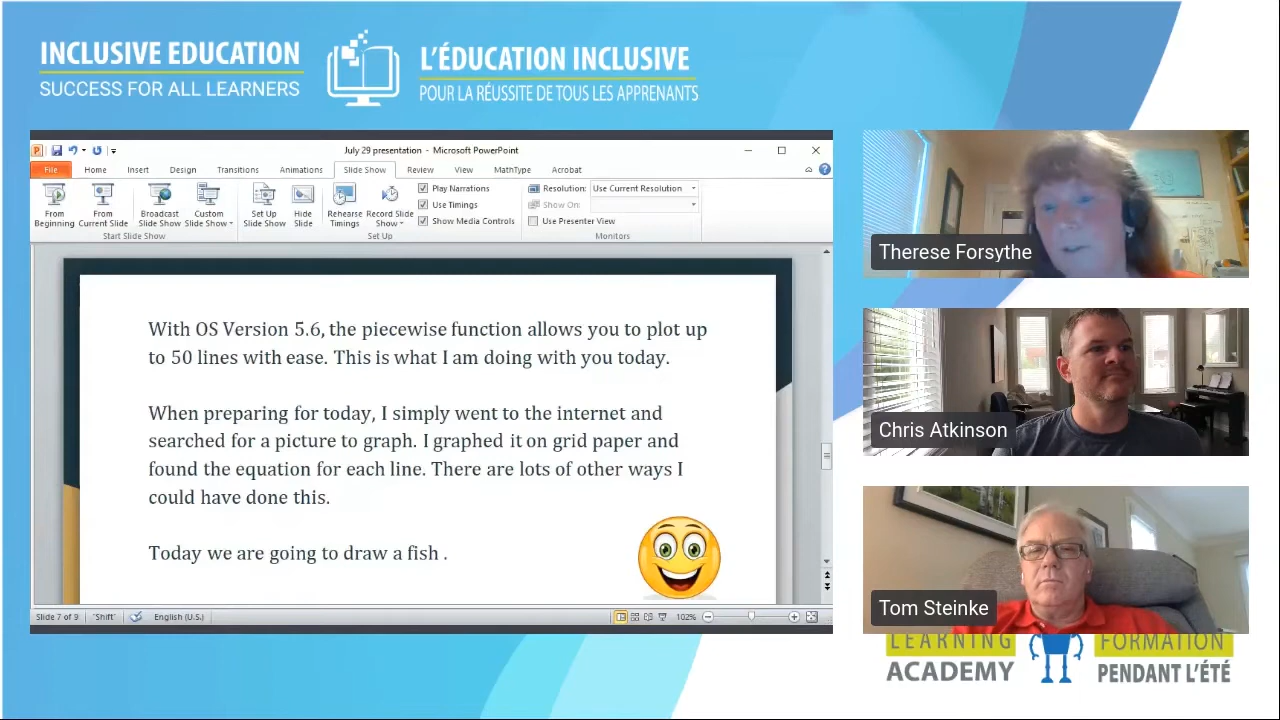 INCLUSIVE EDUCATION
SUCCESS FOR ALL LEARNERS
L'ÉDUCATION INCLUSIVE
POUR LA RÉUSSITE DE TOUS LES APPRENANTS
July 29 presentation - Microsoft PowerPoint
File Home Insert Design Transitions Animations Slide Show Review View MathType Acrobat
From Beginning
From Current Slide
Broadcast Slide Show
Custom Slide Show
Set Up Slide Show
Hide Slide
Rehearse Timings
Record Slide Show
Play Narrations
Use Timings
Show Media Controls
Resolution: Use Current Resolution
Show On:
Use Presenter View
Start Slide Show
Set Up
Monitors
With OS Version 5.6, the piecewise function allows you to plot up
to 50 lines with ease. This is what I am doing with you today.
When preparing for today, I simply went to the internet and
searched for a picture to graph. I graphed it on grid paper and
found the equation for each line. There are lots of other ways I
could have done this.
Today we are going to draw a fish .
Slide 7 of 9 "Shift" English (U.S.) 102%
Therese Forsythe
Chris Atkinson
Tom Steinke
LEARNING
ACADEMY
FORMATION
PENDANT L'ÉTÉ